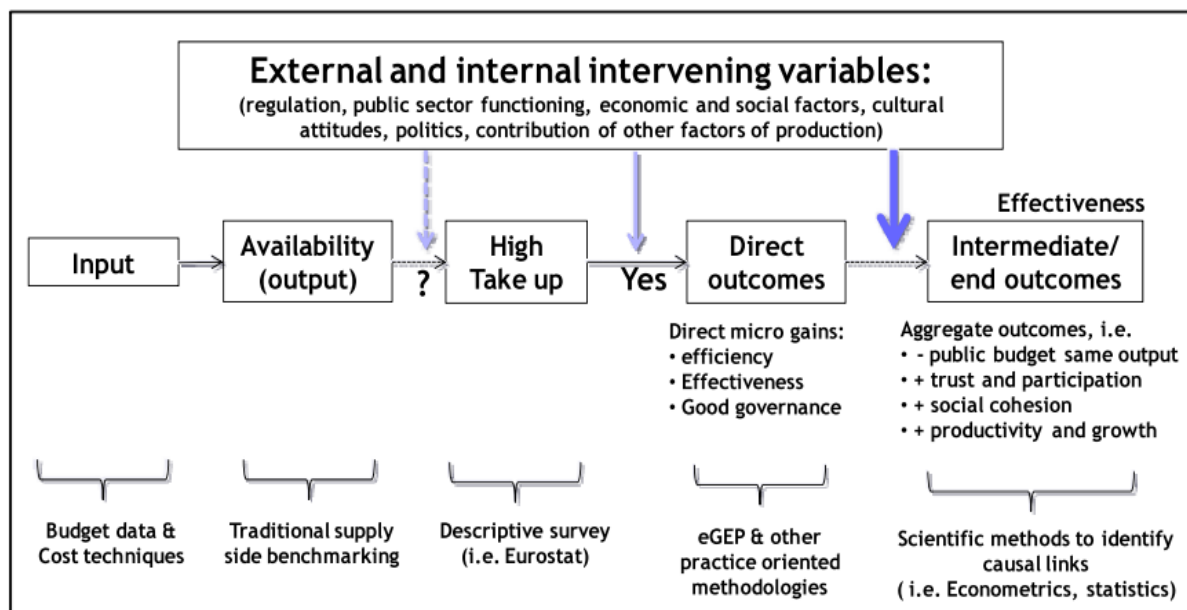 External and internal intervening variables:
(regulation, public sector functioning, economic and social factors, cultural
attitudes, politics, contribution of other factors of production)
Effectiveness
Input
Availability
(output)
?
High
Take up
Yes
Direct
outcomes
Intermediate/
end outcomes
Direct micro gains:
• efficiency
• Effectiveness
• Good governance
Aggregate outcomes, i.e.
• - public budget same output
• + trust and participation
• + social cohesion
• + productivity and growth
Budget data &
Cost techniques
Traditional supply
side benchmarking
Descriptive survey
(i.e. Eurostat)
eGEP & other
practice oriented
methodologies
Scientific methods to identify
causal links
( i.e. Econometrics, statistics)